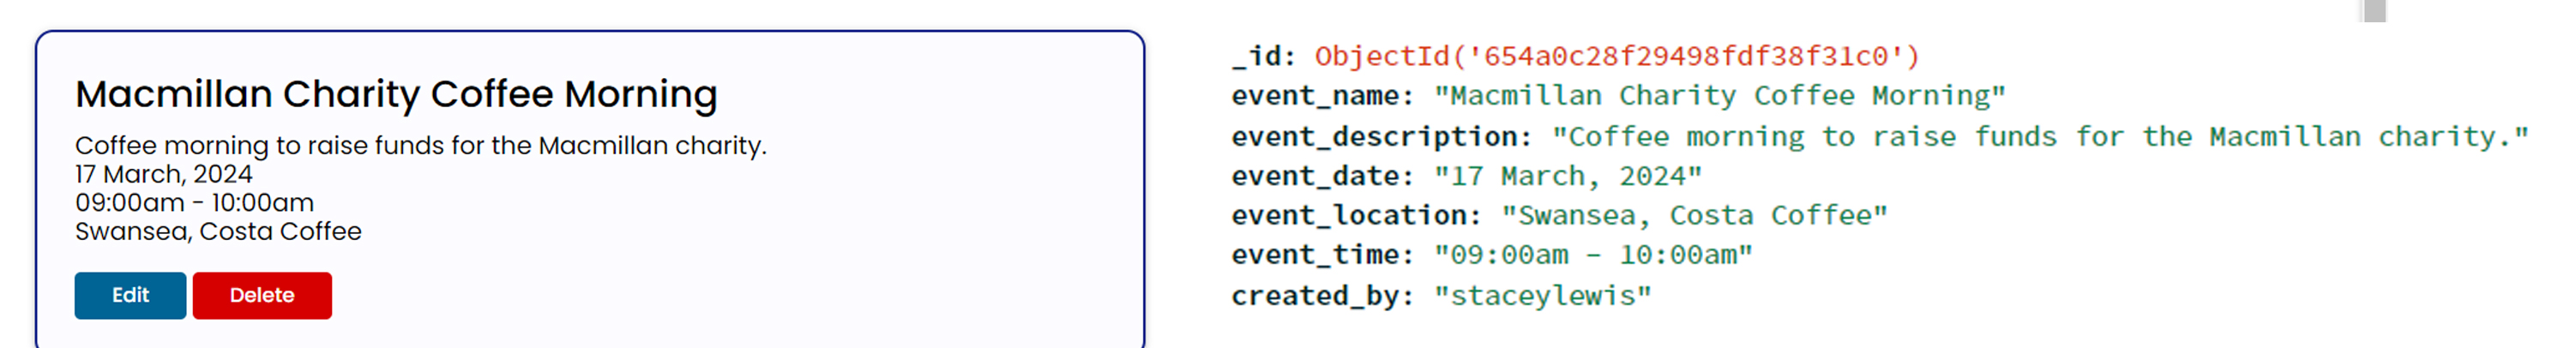 Macmillan Charity Coffee Morning
Coffee morning to raise funds for the Macmillan charity.
17 March, 2024
09:00am - 10:00am
Swansea, Costa Coffee
Edit Delete
_id: ObjectId('654a0c28f29498fdf38f31c0')
event_name: "Macmillan Charity Coffee Morning"
event_description: "Coffee morning to raise funds for the Macmillan charity."
event_date: "17 March, 2024"
event_location: "Swansea, Costa Coffee"
event_time: "09:00am - 10:00am"
created_by: "staceylewis"